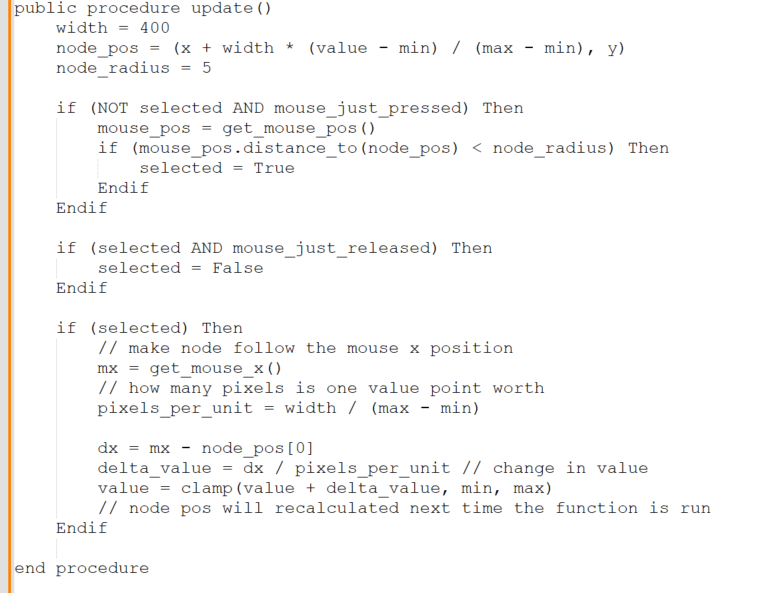 public procedure update()
    width = 400
    node_pos = (x + width * (value - min) / (max - min), y)
    node_radius = 5
    if (NOT selected AND mouse_just_pressed) Then
        mouse_pos = get_mouse_pos()
        if (mouse_pos.distance_to(node_pos) < node_radius) Then
            selected = True
        Endif
    Endif
    if (selected AND mouse_just_released) Then
        selected = False
    Endif
    if (selected) Then
        // make node follow the mouse x position
        mx = get_mouse_x()
        // how many pixels is one value point worth
        pixels_per_unit = width / (max - min)
        dx = mx - node_pos[0]
        delta_value = dx / pixels_per_unit // change in value
        value = clamp(value + delta_value, min, max)
        // node pos will recalculated next time the function is run
    Endif
end procedure